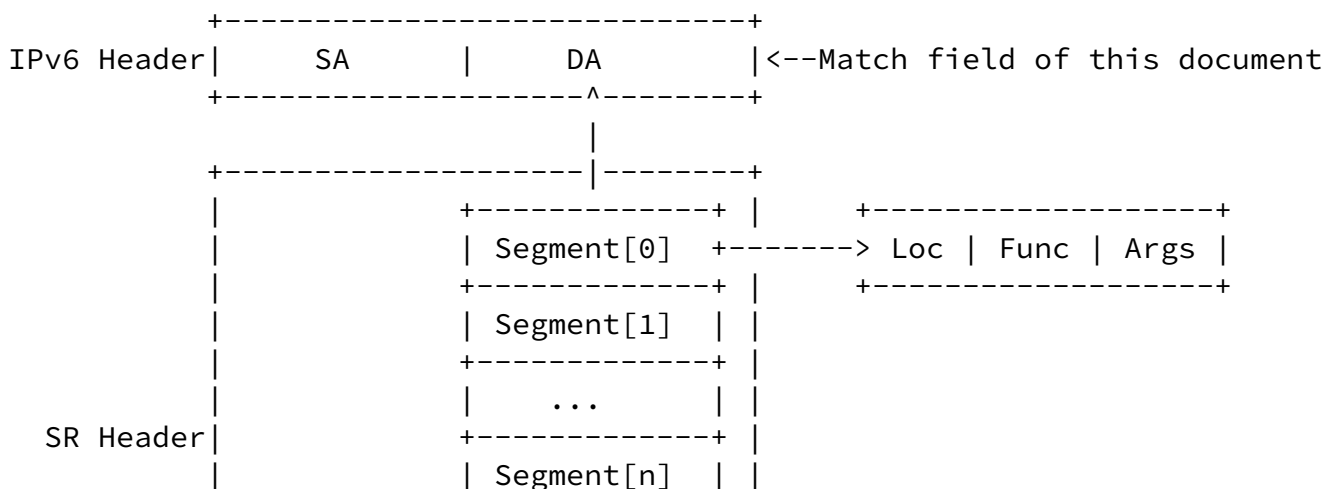 +-----------------------------+
IPv6 Header|     SA      |     DA        |<--Match field of this document
            +--------------------^--------+
                                 |
            +--------------------|--------+
            |             +-------------+ |     +-------------------+
            |             | Segment[0]  +-------> Loc | Func | Args |
            |             +-------------+ |     +-------------------+
            |             | Segment[1]  | |
            |             +-------------+ |
            |             |    ...      | |
   SR Header|             +-------------+ |
            |             | Segment[n]  | |